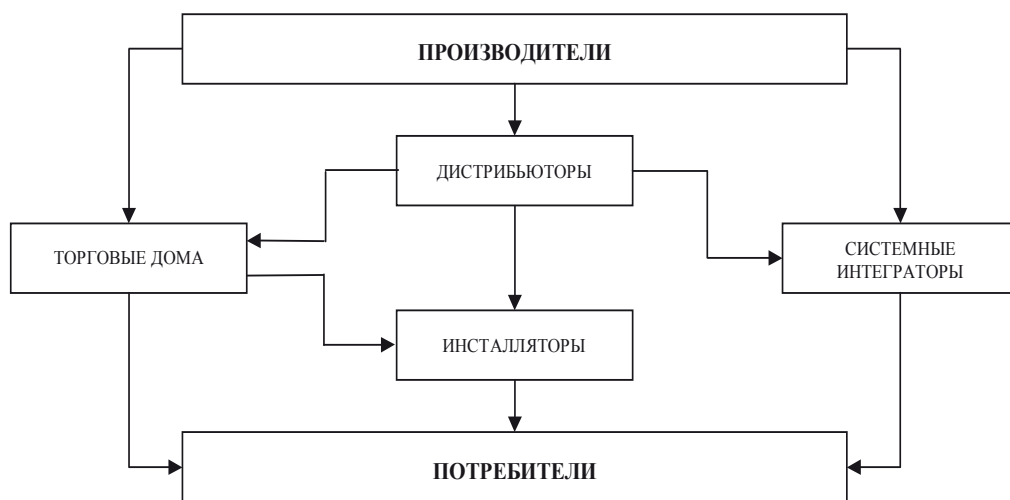 ПРОИЗВОДИТЕЛИ
ДИСТРИБЬЮТОРЫ
ТОРГОВЫЕ ДОМА
СИСТЕМНЫЕ
ИНТЕГРАТОРЫ
ИНСТАЛЛЯТОРЫ
ПОТРЕБИТЕЛИ